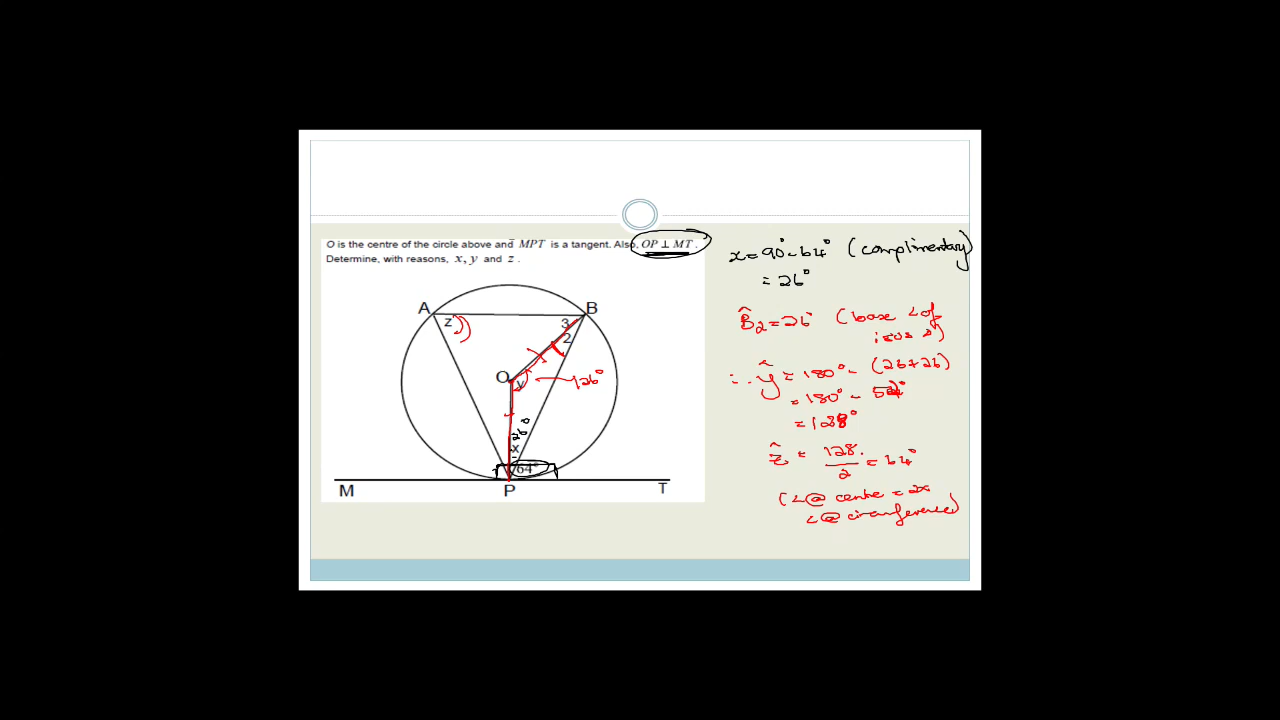 O is the centre of the circle above and MPT is a tangent. Also, OP ⊥ MT.
Determine, with reasons, x, y and z.
A
B
z
3
2
O
y
126°
26°
x
64°
M
P
T
x = 90° - 64° (complimentary)
= 26°
B̂2 = 26° (base ∠ of
isos Δ)
∴ ŷ = 180° - (26+26)
= 180° - 52°
= 128°
ẑ = 128 / 2 = 64°
(∠@ centre = 2x
∠@ circumference)